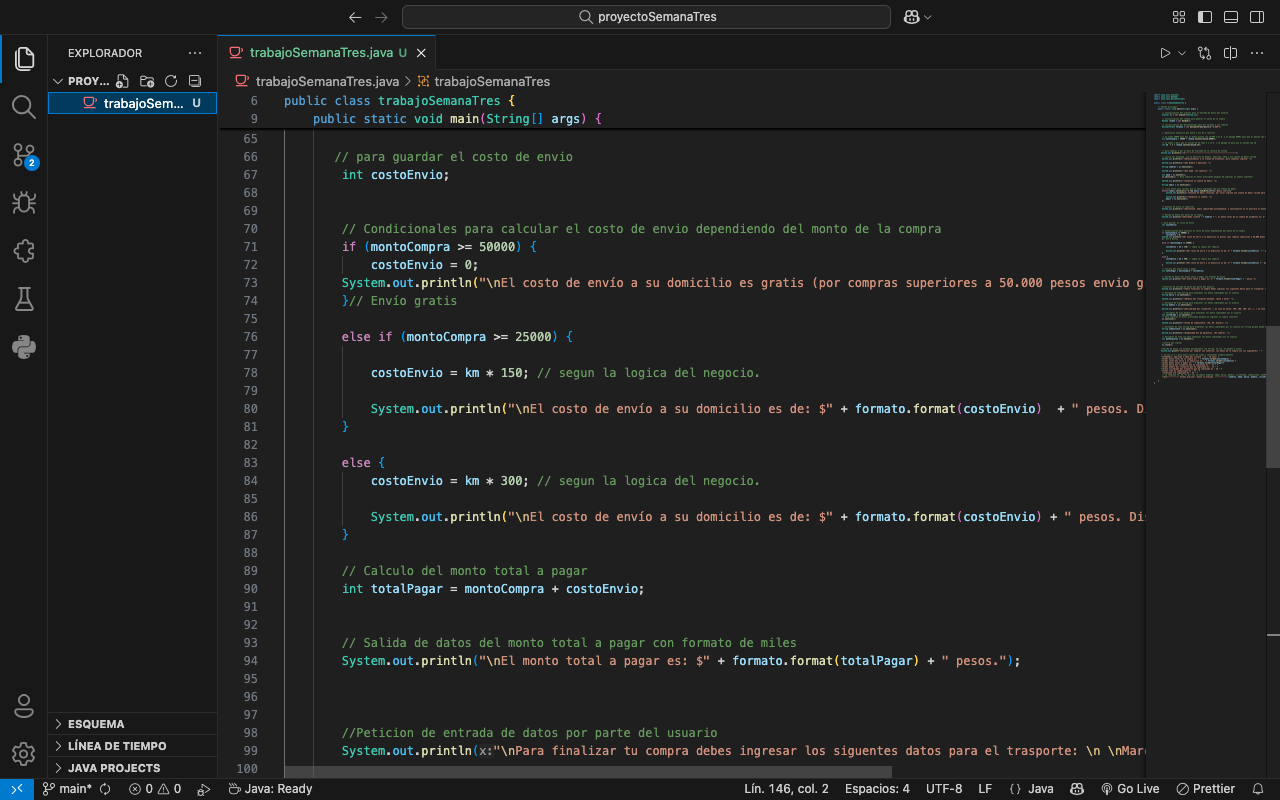 proyectoSemanaTres
EXPLORADOR
trabajoSemanaTres.java U
PROY...
trabajoSemanaTres.java > trabajoSemanaTres
trabajoSem... U
6 public class trabajoSemanaTres {
9 public static void main(String[] args) {
65
66 // para guardar el costo de envio
67 int costoEnvio;
68
69
70 // Condicionales para calcular el costo de envio dependiendo del monto de la compra
71 if (montoCompra >= 50000) {
72 costoEnvio = 0;
73 System.out.println("\nEl costo de envío a su domicilio es gratis (por compras superiores a 50.000 pesos envio g
74 }// Envío gratis
75
76 else if (montoCompra >= 25000) {
77
78 costoEnvio = km * 150; // segun la logica del negocio.
79
80 System.out.println("\nEl costo de envío a su domicilio es de: $" + formato.format(costoEnvio)  + " pesos. Di
81 }
82
83 else {
84 costoEnvio = km * 300; // segun la logica del negocio.
85
86 System.out.println("\nEl costo de envío a su domicilio es de: $" + formato.format(costoEnvio) + " pesos. Dis
87 }
88
89 // Calculo del monto total a pagar
90 int totalPagar = montoCompra + costoEnvio;
91
92
93 // Salida de datos del monto total a pagar con formato de miles
94 System.out.println("\nEl monto total a pagar es: $" + formato.format(totalPagar) + " pesos.");
95
96
97
98 //Peticion de entrada de datos por parte del usuario
99 System.out.println(x:"\nPara finalizar tu compra debes ingresar los siguentes datos para el trasporte: \n \nMar
100
2
ESQUEMA
LÍNEA DE TIEMPO
JAVA PROJECTS
main* 0 0 Java: Ready Lín. 146, col. 2 Espacios: 4 UTF-8 LF {} Java Go Live Prettier